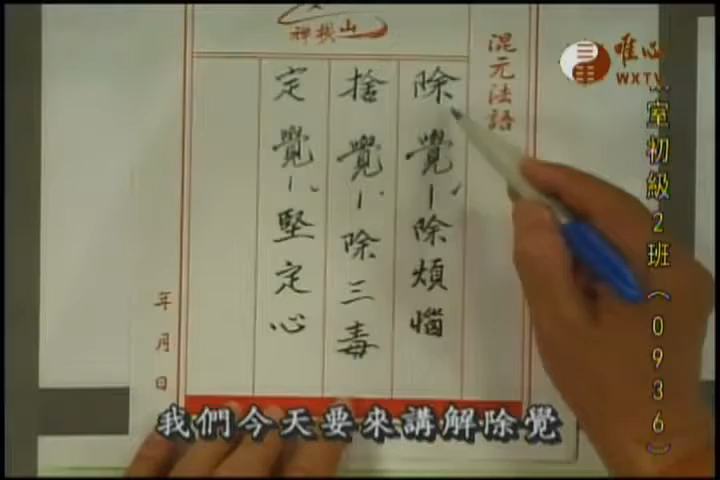 禪機山
混元法語
唯心
WXTV
室初級2班（0936）
除覺—除煩惱
捨覺—除三毒
定覺—堅定心
年月日
我們今天要來講解除覺